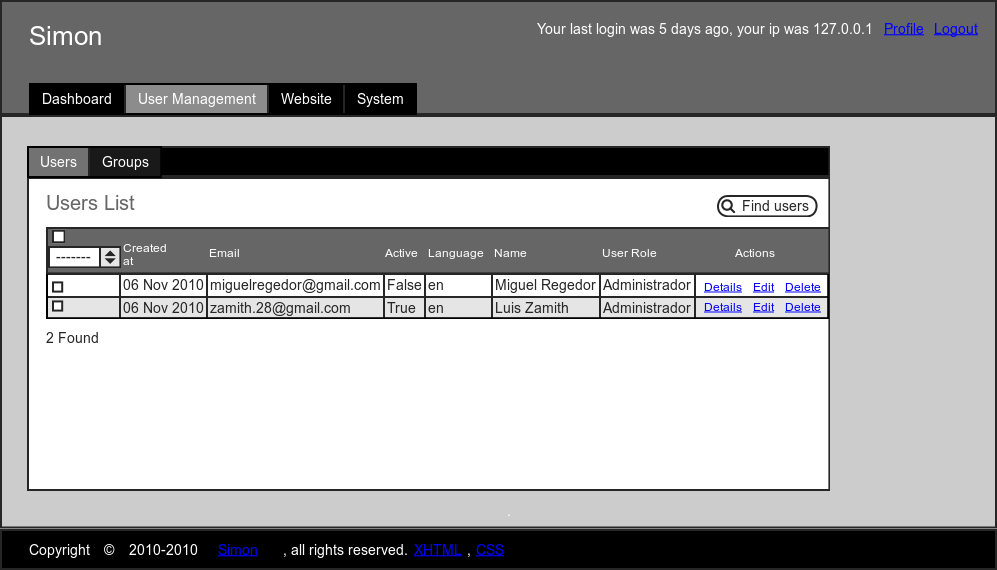 Simon
Your last login was 5 days ago, your ip was 127.0.0.1 Profile Logout
Dashboard User Management Website System
Users Groups
Users List
Find users
------- Created at Email Active Language Name User Role Actions
06 Nov 2010 miguelregedor@gmail.com False en Miguel Regedor Administrador Details Edit Delete
06 Nov 2010 zamith.28@gmail.com True en Luis Zamith Administrador Details Edit Delete
2 Found
.
Copyright © 2010-2010 Simon , all rights reserved. XHTML , CSS